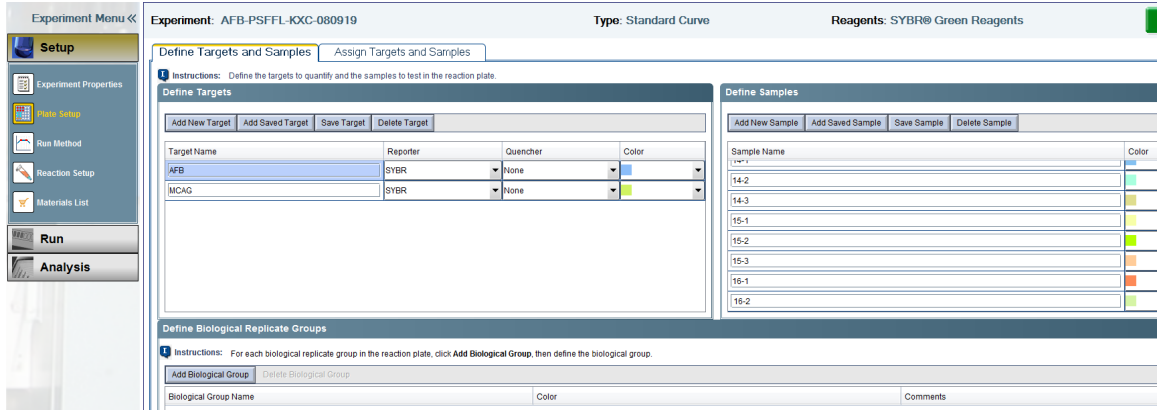 Experiment Menu «
Experiment: AFB-PSFFL-KXC-080919 Type: Standard Curve Reagents: SYBR® Green Reagents
Setup
Experiment Properties
Plate Setup
Run Method
Reaction Setup
Materials List
Run
Analysis
Define Targets and Samples Assign Targets and Samples
Instructions: Define the targets to quantify and the samples to test in the reaction plate.
Define Targets
Add New Target Add Saved Target Save Target Delete Target
Target Name Reporter Quencher Color
AFB SYBR None
MCAG SYBR None
Define Samples
Add New Sample Add Saved Sample Save Sample Delete Sample
Sample Name Color
14-1
14-2
14-3
15-1
15-2
15-3
16-1
16-2
Define Biological Replicate Groups
Instructions: For each biological replicate group in the reaction plate, click Add Biological Group, then define the biological group.
Add Biological Group Delete Biological Group
Biological Group Name Color Comments